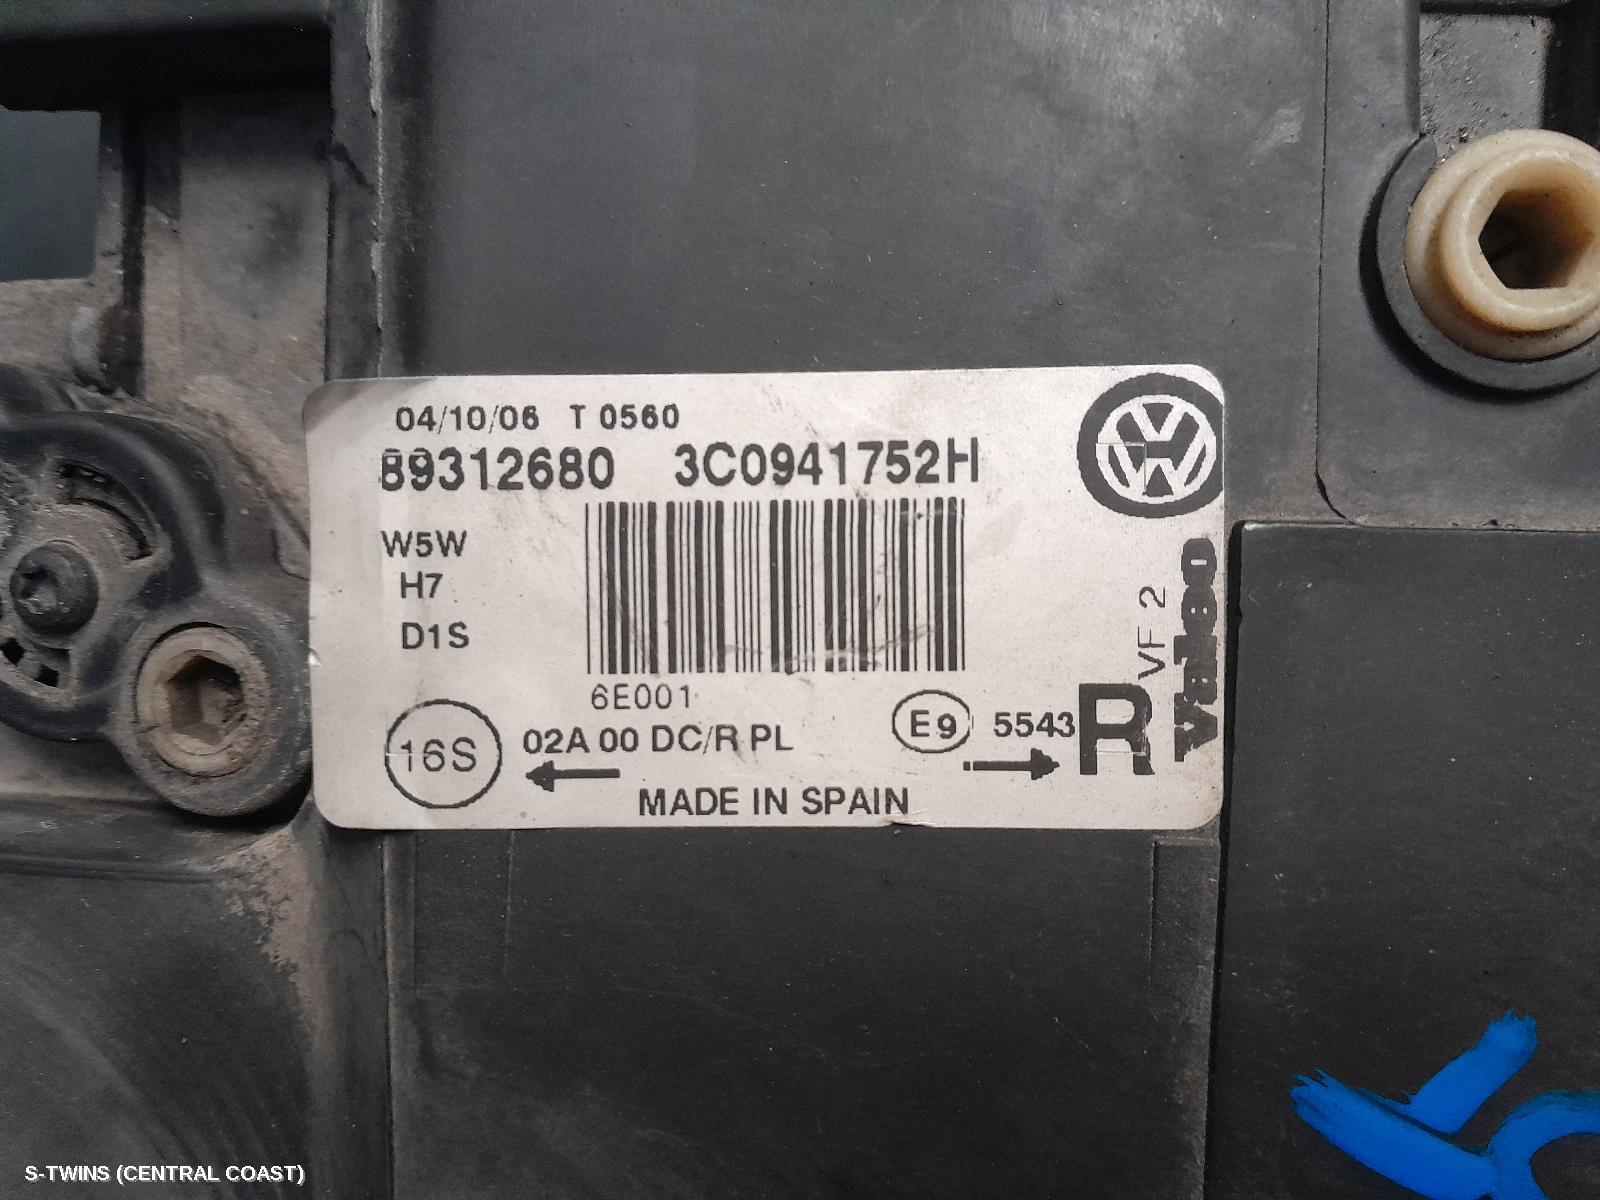 04/10/06 T 0560
89312680 3C0941752H
W5W
H7
D1S
6E001
16S
02A 00 DC/R PL
E9 5543
R
VF 2
Valeo
MADE IN SPAIN
S-TWINS (CENTRAL COAST)